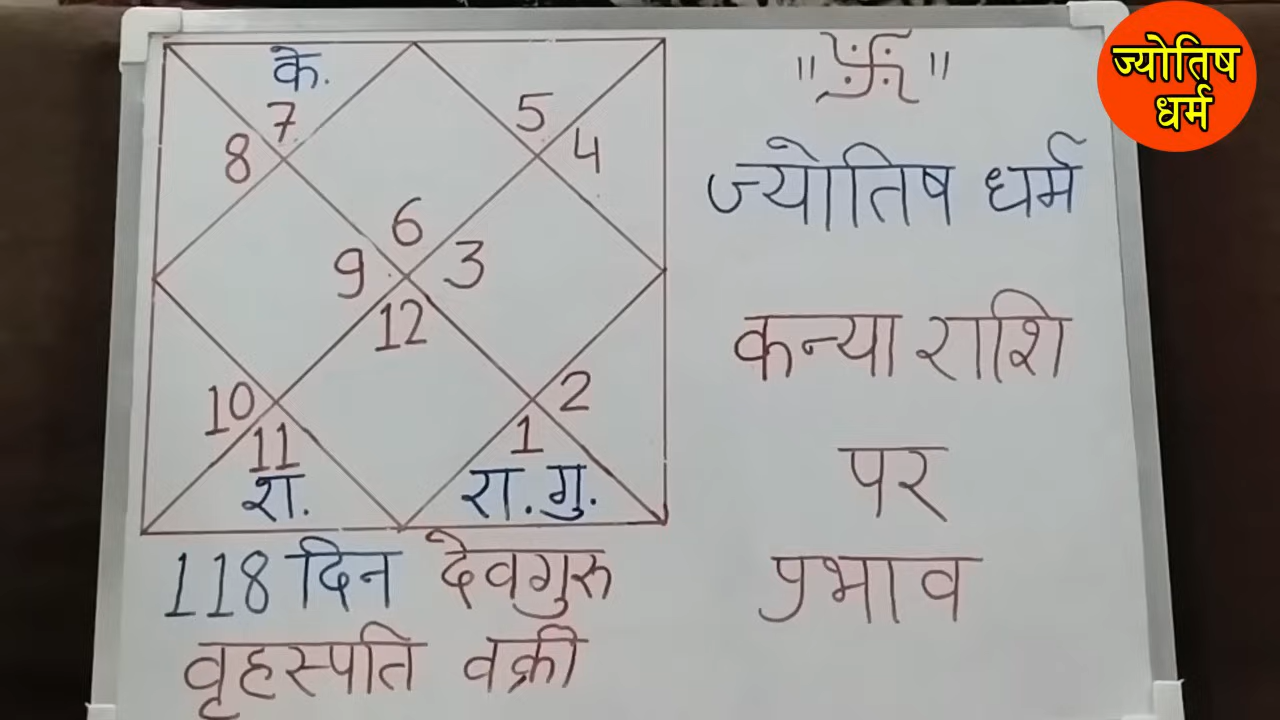 के.
7
8
5
4
6
9
3
12
10
11
श.
2
1
रा. गु.
118 दिन देवगुरु
वृहस्पति वक्री
"卐"
ज्योतिष धर्म
कन्या राशि
पर
प्रभाव
ज्योतिष
धर्म